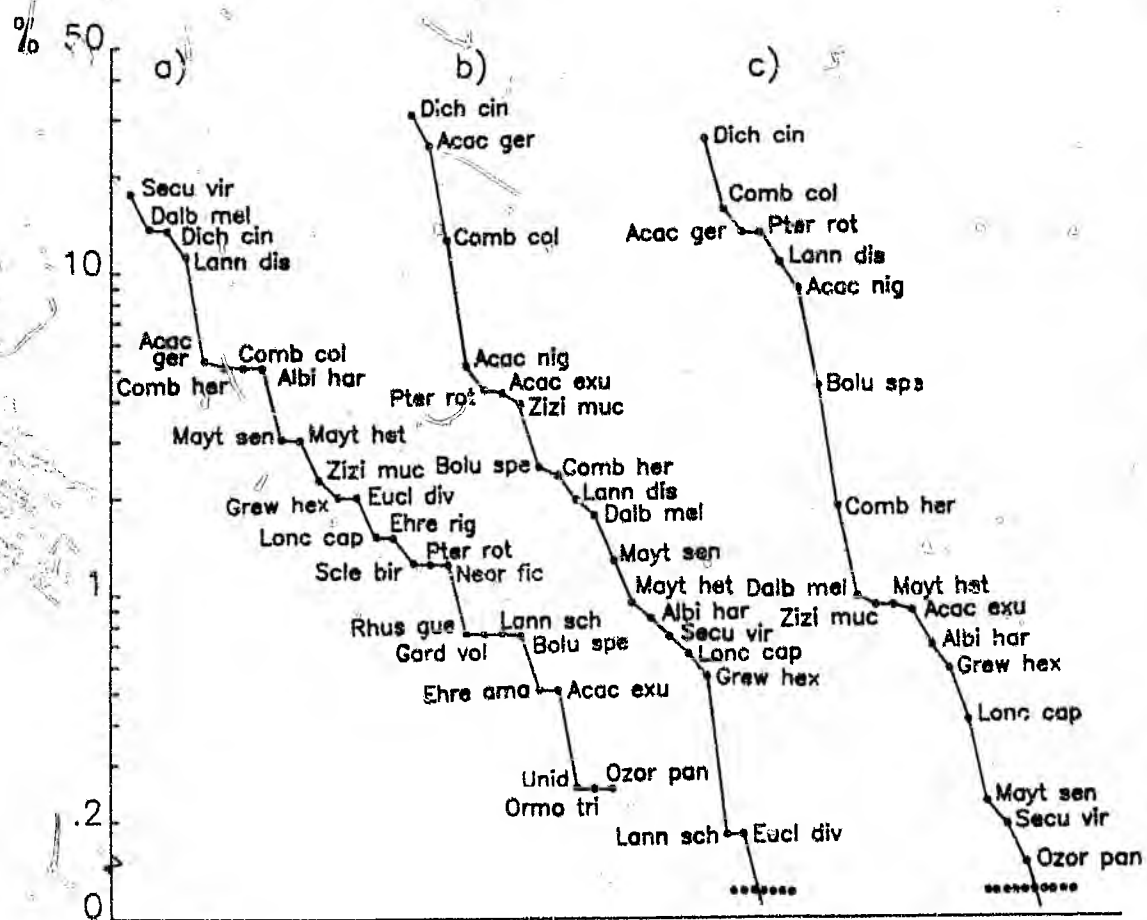 % 50
a)
b)
c)
10
1
.2
0
Secu vir
Dalb mel
Dich cin
Lann dis
Acac
ger
Comb her
Comb col
Albi har
Mayt sen
Mayt het
Zizi muc
Grew hex
Eucl div
Lonc cap
Ehre rig
Scle bir
Pter rot
Neor fic
Rhus gue
Gard vol
Lann sch
Bolu spe
Ehre ama
Acac exu
Unid
Ormo tri
Ozor pan
Dich cin
Acac ger
Comb col
Acac nig
Pter rot
Acac exu
Zizi muc
Bolu spe
Comb her
Lann dis
Dalb mel
Mayt sen
Mayt het
Albi har
Secu vir
Lonc cap
Grew hex
Lann sch
Eucl div
Dich cin
Comb col
Acac ger
Pter rot
Lann dis
Acac nig
Bolu spe
Comb her
Dalb mel
Zizi muc
Mayt het
Acac exu
Albi har
Grew hex
Lonc cap
Mayt sen
Secu vir
Ozor pan